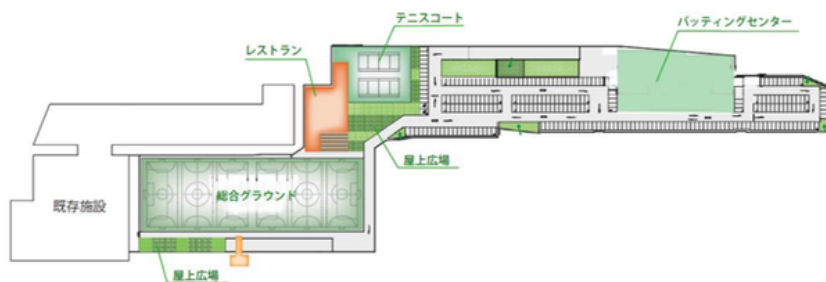 テニスコート
バッティングセンター
レストラン
屋上広場
総合グラウンド
既存施設
屋上広場